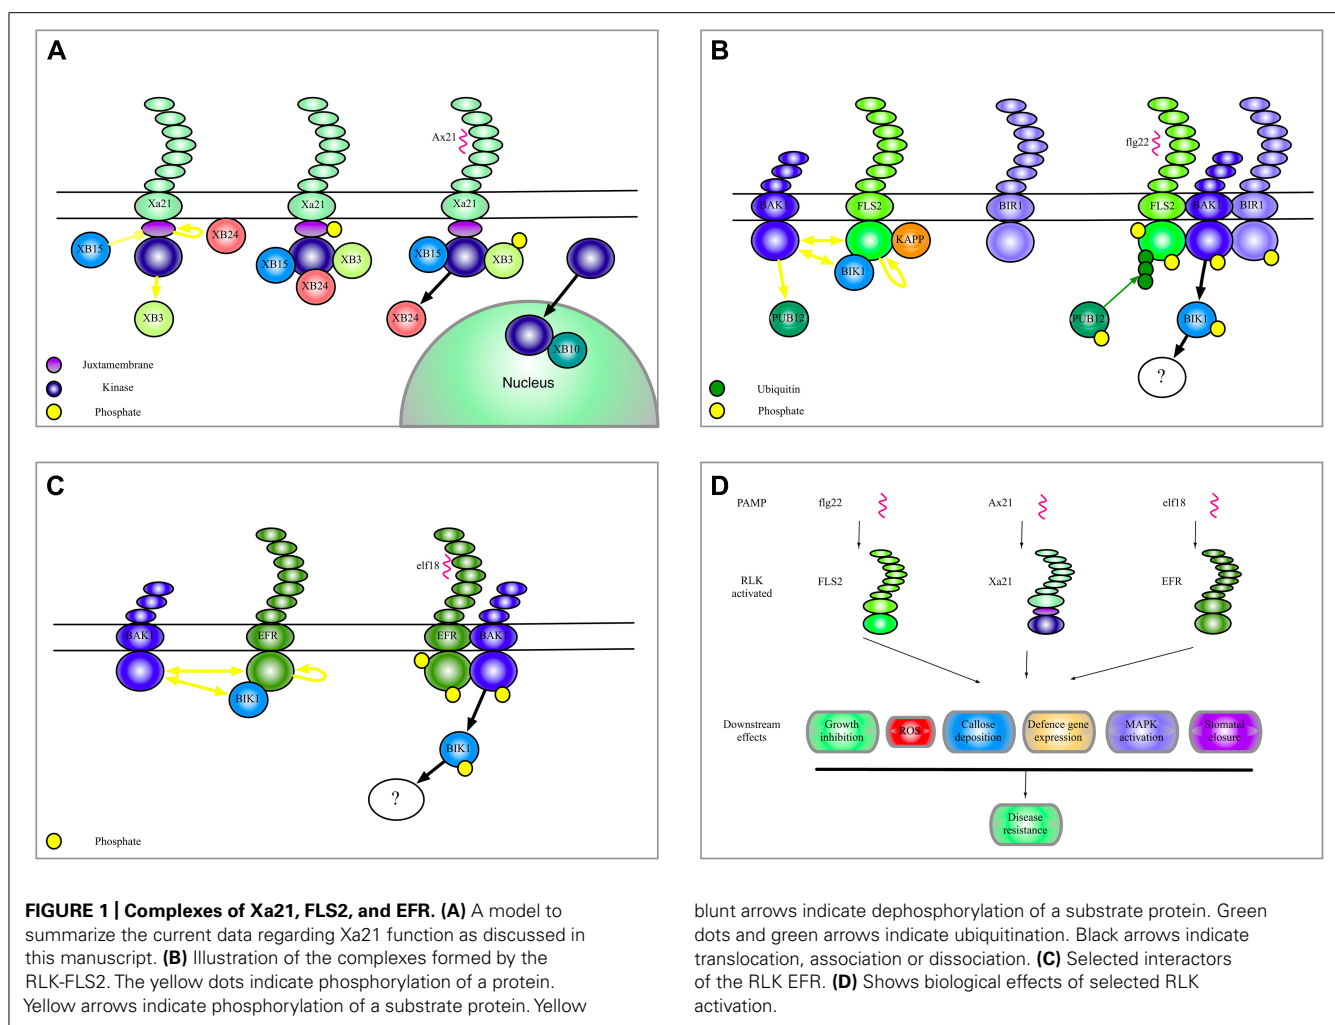 A
Ax21
Xa21
Xa21
Xa21
XB15
XB24
XB15
XB3
XB15
XB3
XB24
XB3
XB24
XB10
Nucleus
Juxtamembrane
Kinase
Phosphate
B
flg22
BAK1
FLS2
BIR1
FLS2
BAK1
BIR1
KAPP
BIK1
PUB12
PUB12
BIK1
?
Ubiquitin
Phosphate
C
elf18
BAK1
EFR
EFR
BAK1
BIK1
BIK1
?
Phosphate
D
PAMP
flg22
Ax21
elf18
RLK
activated
FLS2
Xa21
EFR
Downstream
effects
Growth
inhibition
ROS
Callose
deposition
Defence gene
expression
MAPK
activation
Stomatal
closure
Disease
resistance
FIGURE 1 | Complexes of Xa21, FLS2, and EFR. (A) A model to
summarize the current data regarding Xa21 function as discussed in
this manuscript. (B) Illustration of the complexes formed by the
RLK-FLS2. The yellow dots indicate phosphorylation of a protein.
Yellow arrows indicate phosphorylation of a substrate protein. Yellow
blunt arrows indicate dephosphorylation of a substrate protein. Green
dots and green arrows indicate ubiquitination. Black arrows indicate
translocation, association or dissociation. (C) Selected interactors
of the RLK EFR. (D) Shows biological effects of selected RLK
activation.